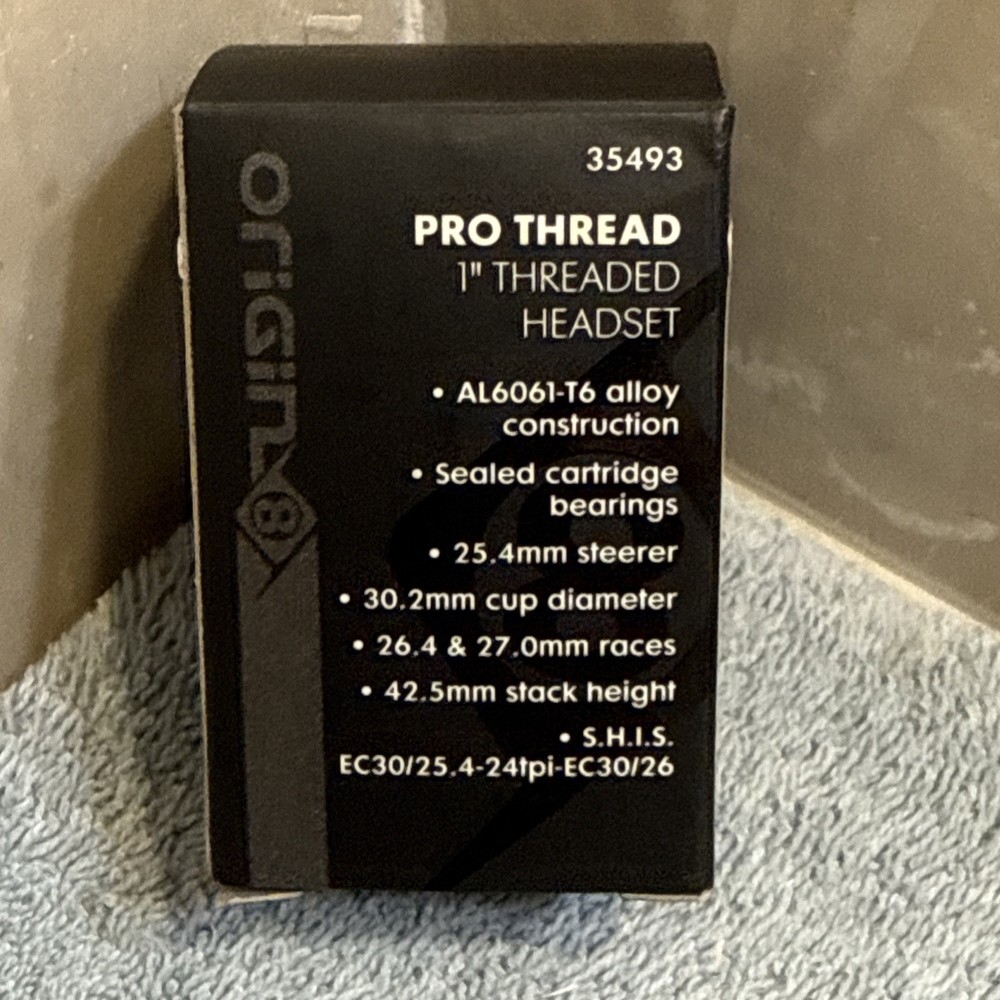 35493
ORIGIN8
PRO THREAD
1" THREADED
HEADSET
• AL6061-T6 alloy
construction
• Sealed cartridge
bearings
• 25.4mm steerer
• 30.2mm cup diameter
• 26.4 & 27.0mm races
• 42.5mm stack height
• S.H.I.S.
EC30/25.4-24tpi-EC30/26